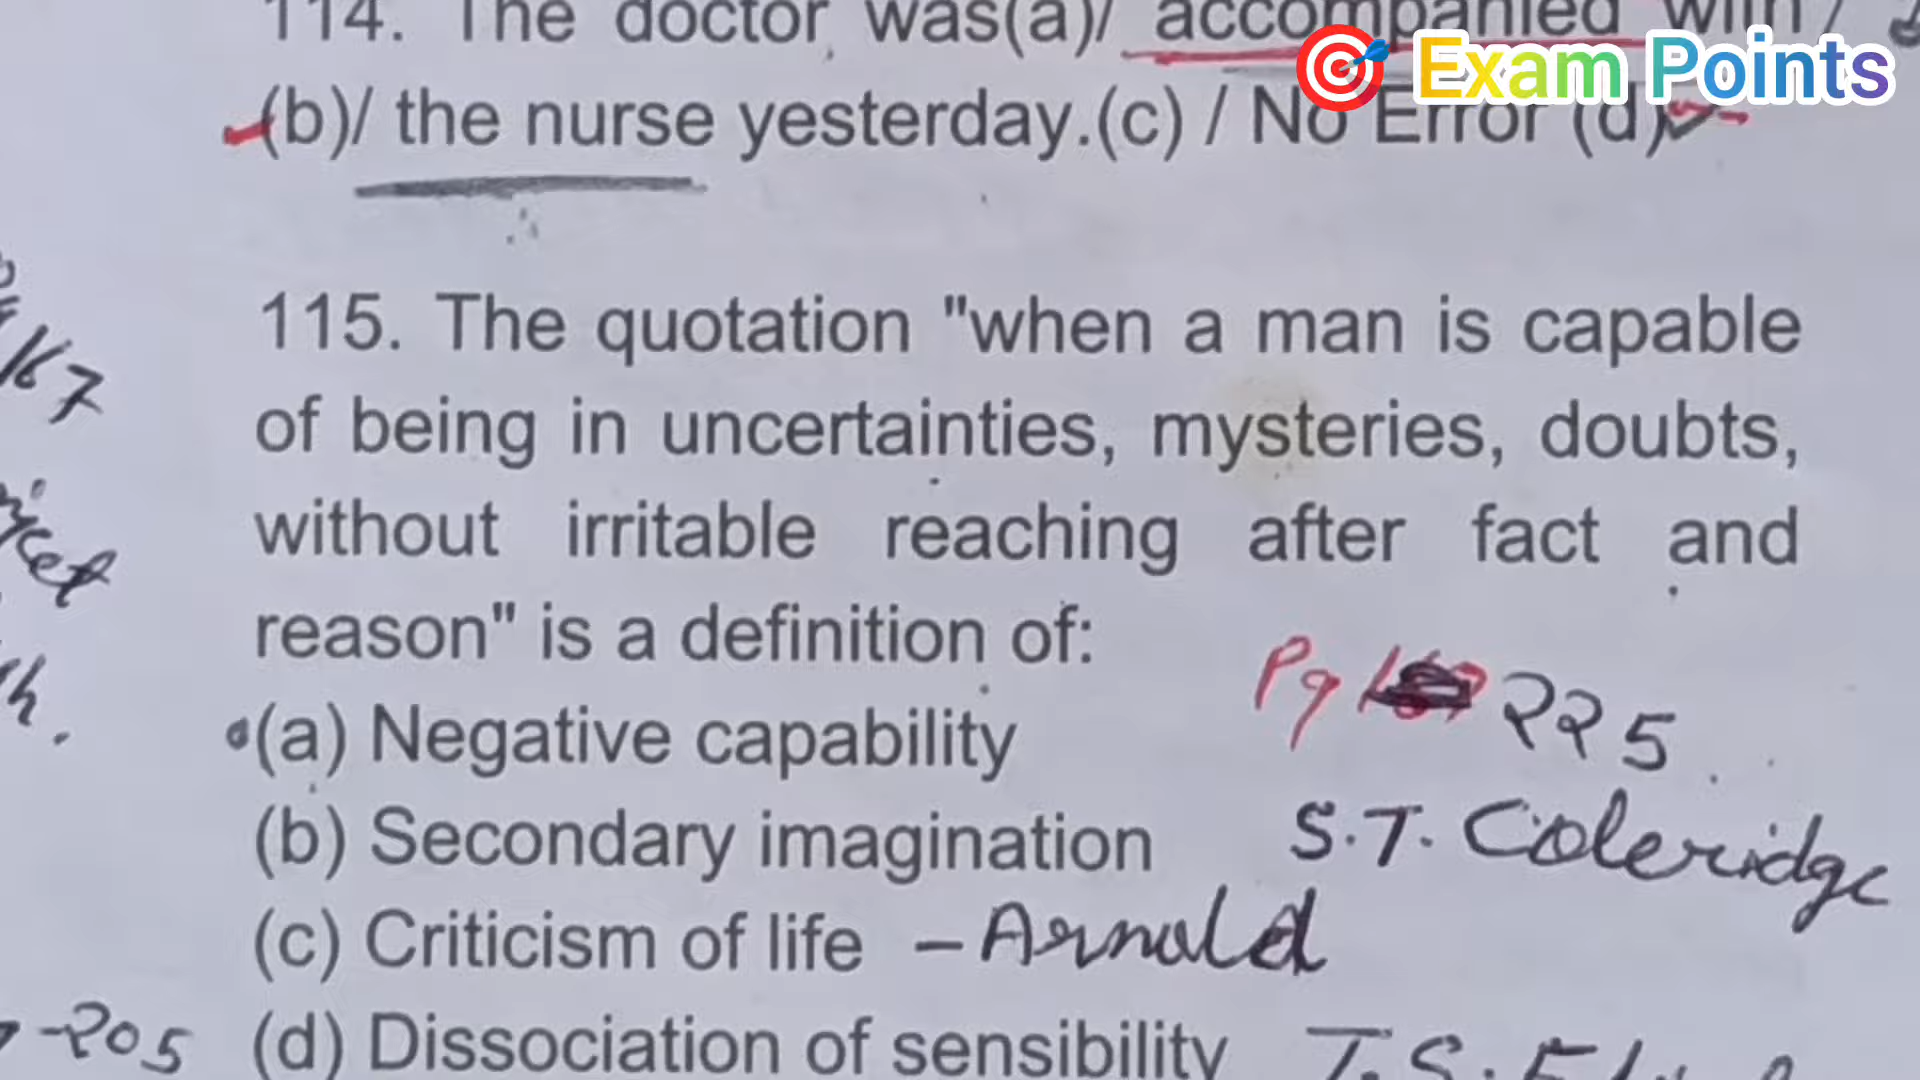 114. The doctor was(a)/ accompanied with /
Exam Points
(b)/ the nurse yesterday.(c) / No Error (d)
167
115. The quotation "when a man is capable
of being in uncertainties, mysteries, doubts,
without irritable reaching after fact and
reason" is a definition of:
Pg 225
(a) Negative capability
(b) Secondary imagination S.T. Coleridge
(c) Criticism of life - Arnold
-205
(d) Dissociation of sensibility T.S. Eliot